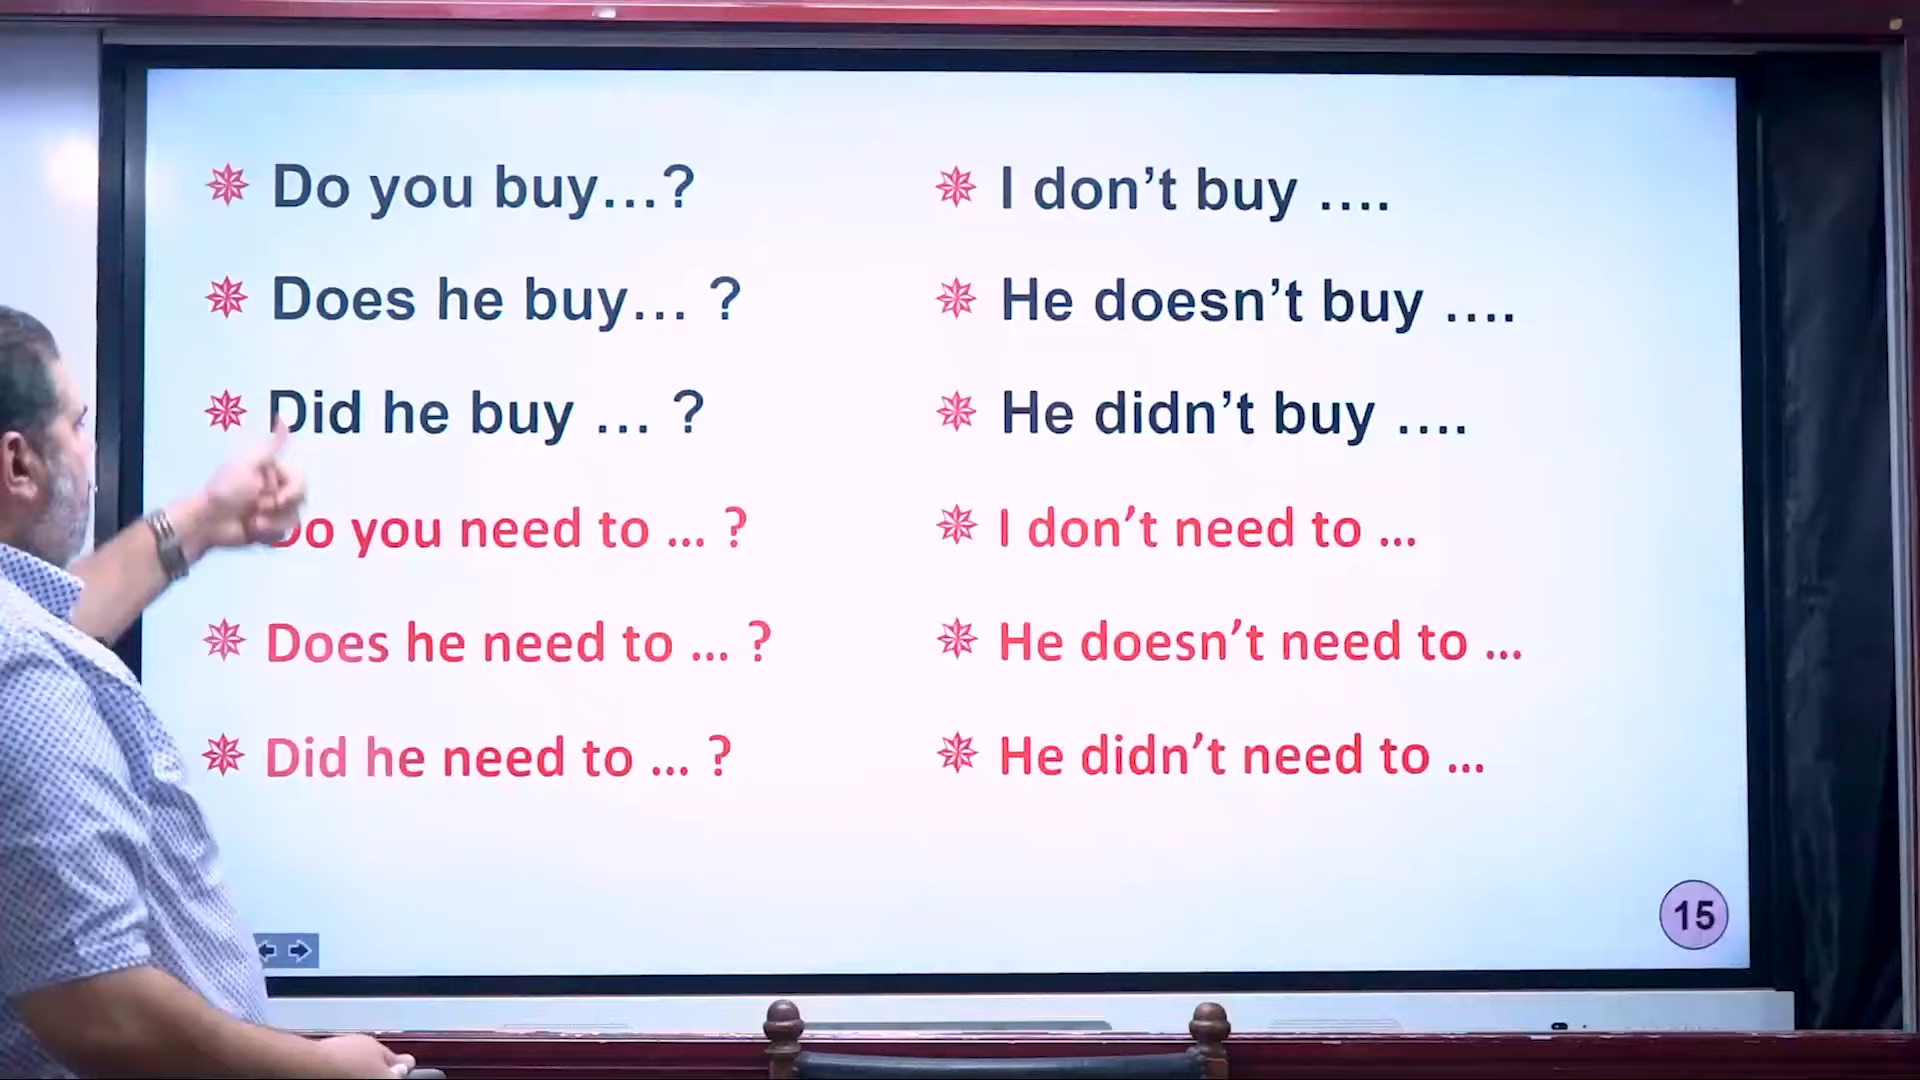 Do you buy...?
Does he buy... ?
Did he buy ... ?
Do you need to ... ?
Does he need to ... ?
Did he need to ... ?
I don’t buy ....
He doesn’t buy ....
He didn’t buy ....
I don’t need to ...
He doesn’t need to ...
He didn’t need to ...
15